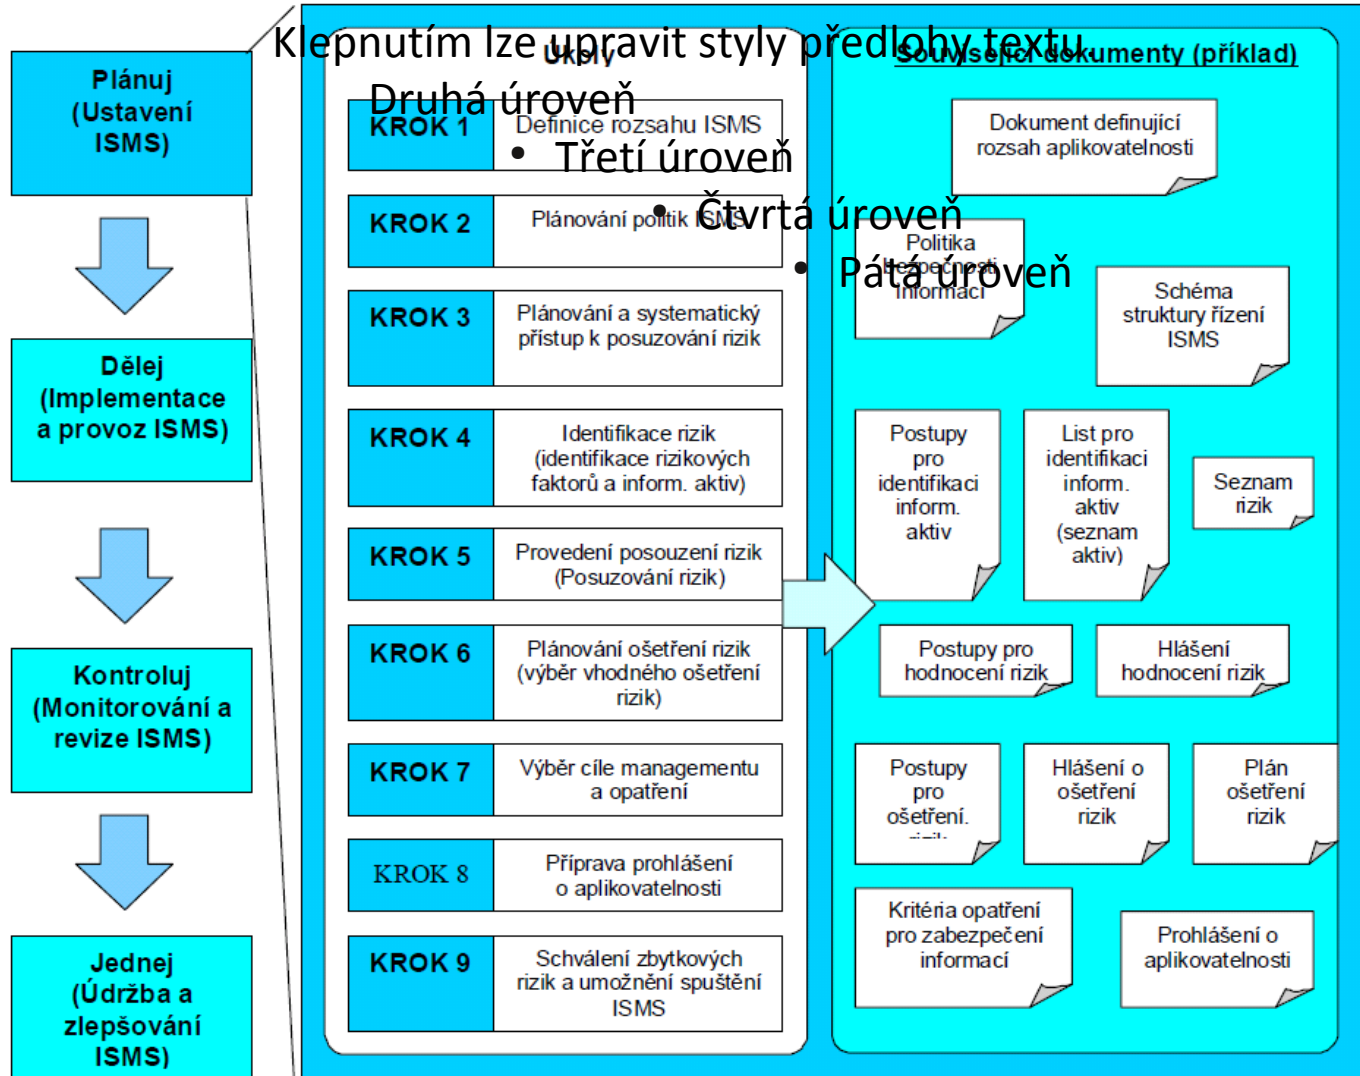 Klepnutím lze upravit styly předlohy textu.
Druhá úroveň
• Třetí úroveň
• Čtvrtá úroveň
• Pátá úroveň
Plánuj
(Ustavení
ISMS)
Dělej
(Implementace
a provoz ISMS)
Kontroluj
(Monitorování a
revize ISMS)
Jednej
(Údržba a
zlepšování
ISMS)
Úkoly
KROK 1
Definice rozsahu ISMS
KROK 2
Plánování politik ISMS
KROK 3
Plánování a systematický
přístup k posuzování rizik
KROK 4
Identifikace rizik
(identifikace rizikových
faktorů a inform. aktiv)
KROK 5
Provedení posouzení rizik
(Posuzování rizik)
KROK 6
Plánování ošetření rizik
(výběr vhodného ošetření
rizik)
KROK 7
Výběr cíle managementu
a opatření
KROK 8
Příprava prohlášení
o aplikovatelnosti
KROK 9
Schválení zbytkových
rizik a umožnění spuštění
ISMS
Související dokumenty (příklad)
Dokument definující
rozsah aplikovatelnosti
Politika
bezpečnosti
Informací
Schéma
struktury řízení
ISMS
Postupy
pro
identifikaci
inform.
aktiv
List pro
identifikaci
inform.
aktiv
(seznam
aktiv)
Seznam
rizik
Postupy pro
hodnocení rizik
Hlášení
hodnocení rizik
Postupy
pro
ošetření.
rizik
Hlášení o
ošetření
rizik
Plán
ošetření
rizik
Kritéria opatření
pro zabezpečení
informací
Prohlášení o
aplikovatelnosti